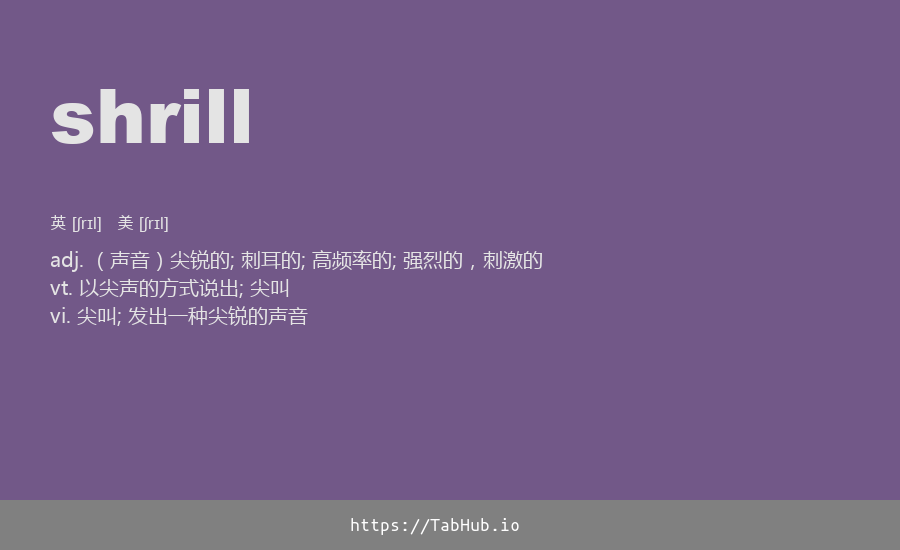 shrill
英 [ʃrɪl] 美 [ʃrɪl]
adj. （声音）尖锐的; 刺耳的; 高频率的; 强烈的，刺激的
vt. 以尖声的方式说出; 尖叫
vi. 尖叫; 发出一种尖锐的声音
https://TabHub.io